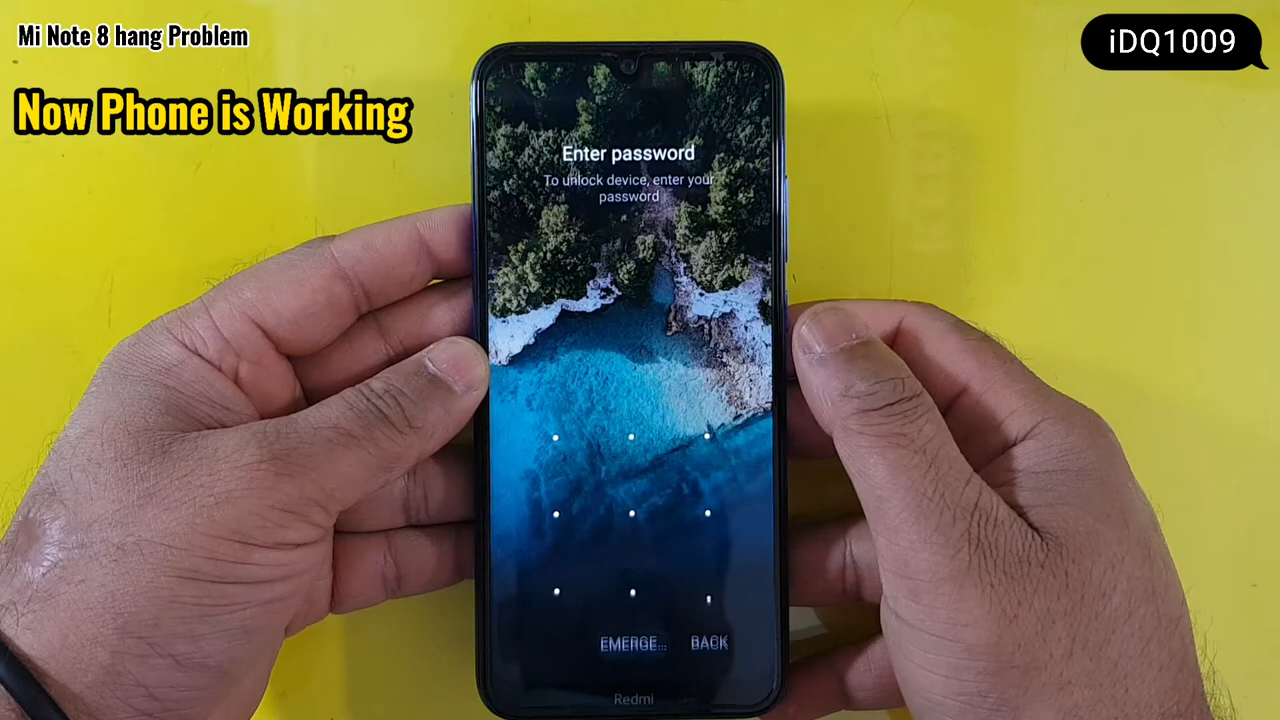 Mi Note 8 hang Problem
iDQ1009
Now Phone is Working
Enter password
To unlock device, enter your
password
EMERGE... BACK
Redmi